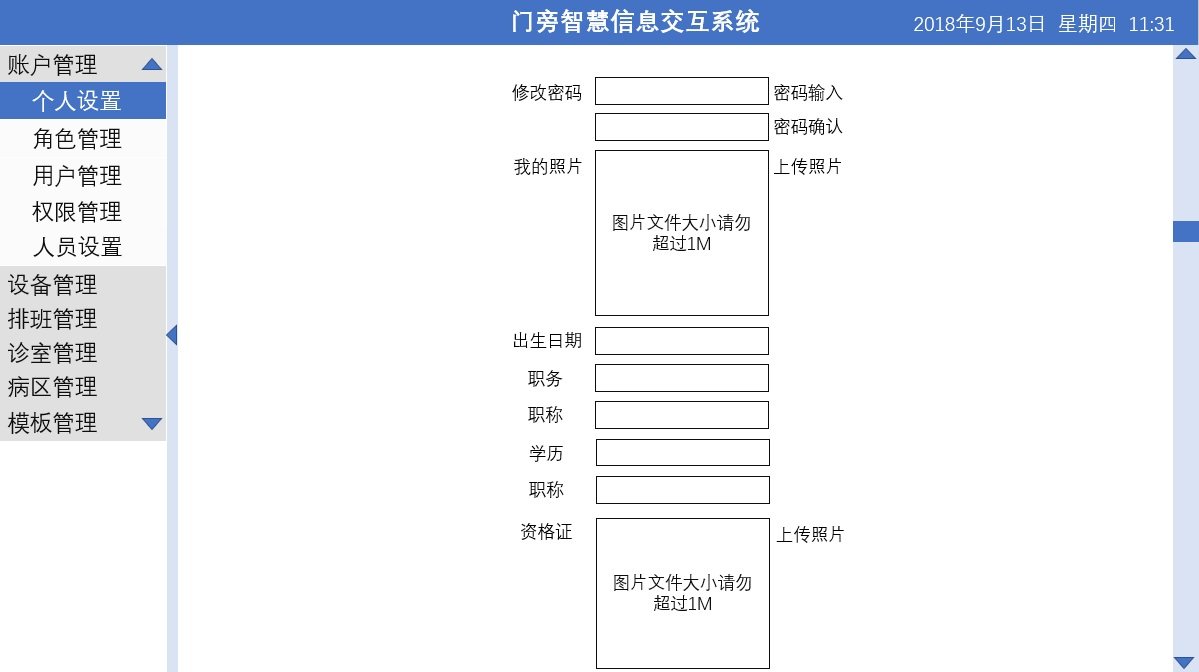 门旁智慧信息交互系统
2018年9月13日 星期四 11:31
账户管理
个人设置
角色管理
用户管理
权限管理
人员设置
设备管理
排班管理
诊室管理
病区管理
模板管理
修改密码 密码输入
密码确认
我的照片 上传照片
图片文件大小请勿
超过1M
出生日期
职务
职称
学历
职称
资格证 上传照片
图片文件大小请勿
超过1M